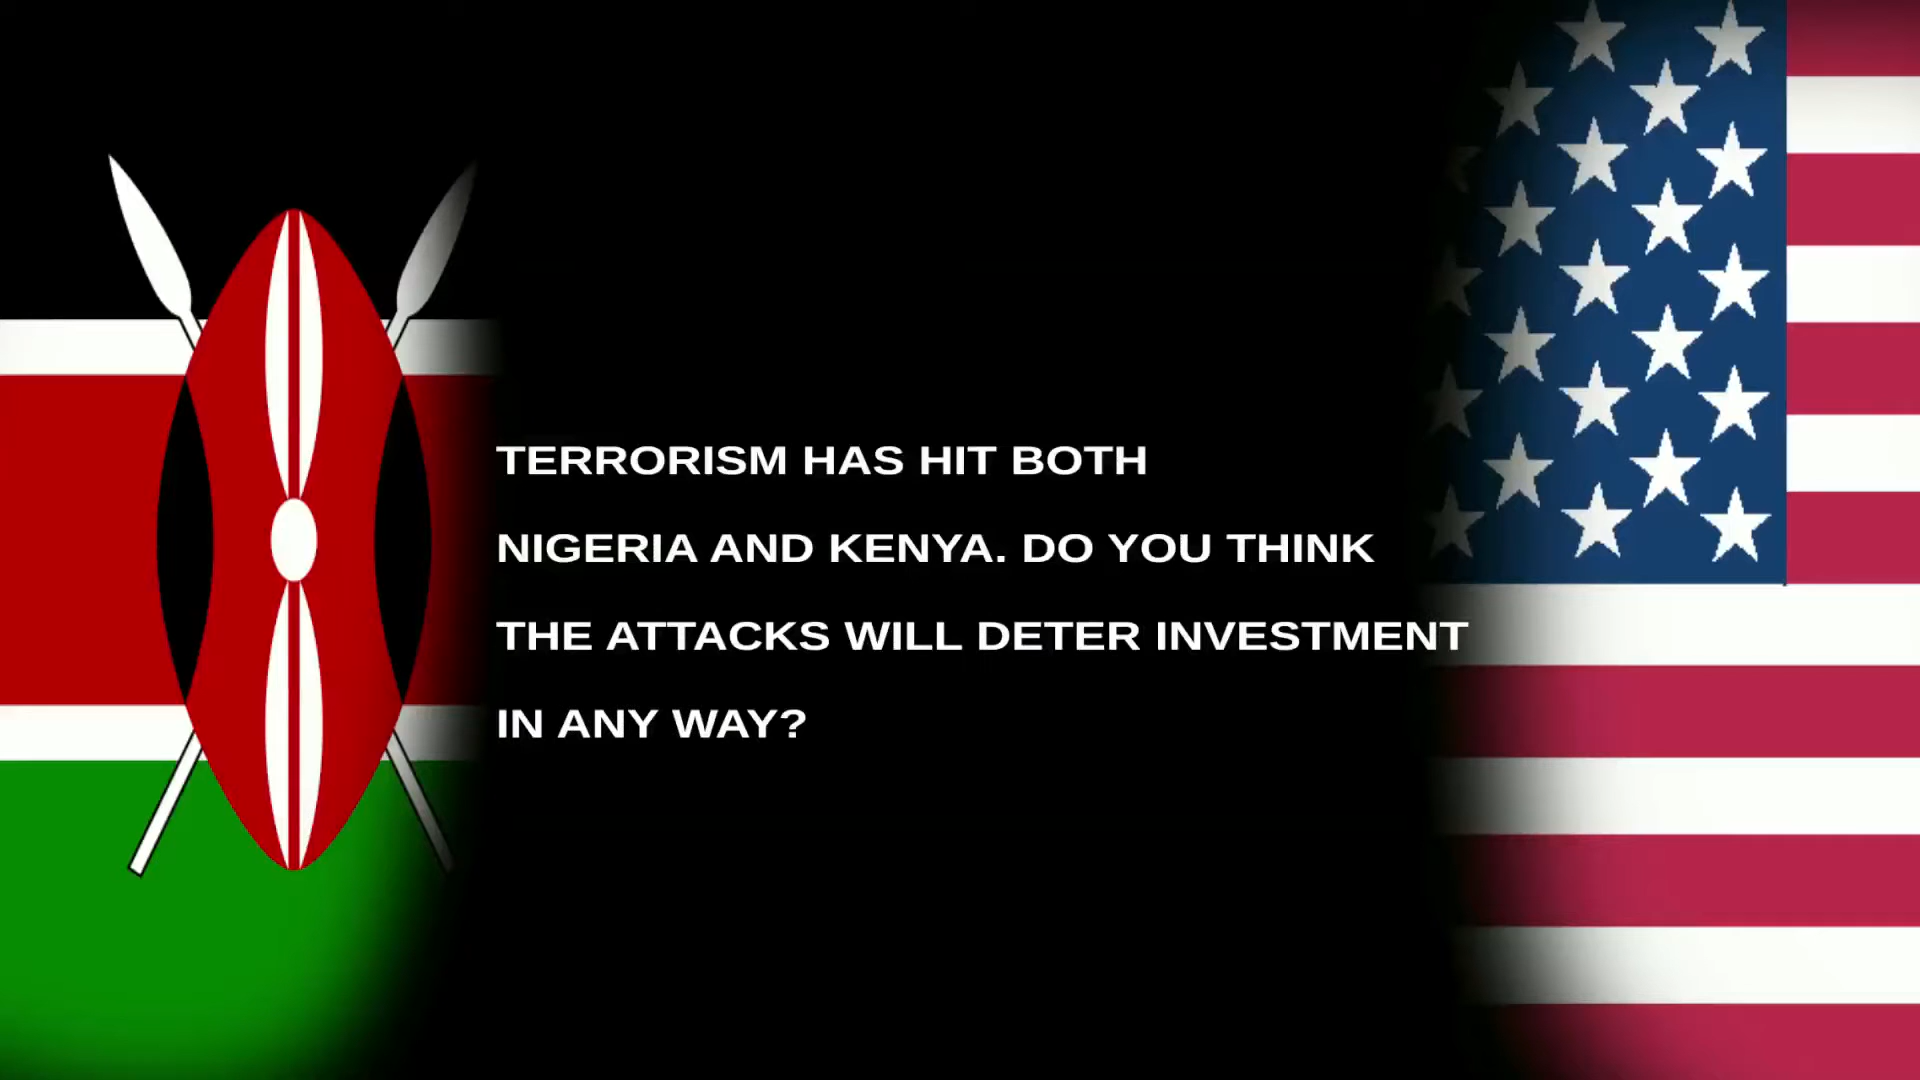 TERRORISM HAS HIT BOTH
NIGERIA AND KENYA. DO YOU THINK
THE ATTACKS WILL DETER INVESTMENT
IN ANY WAY?